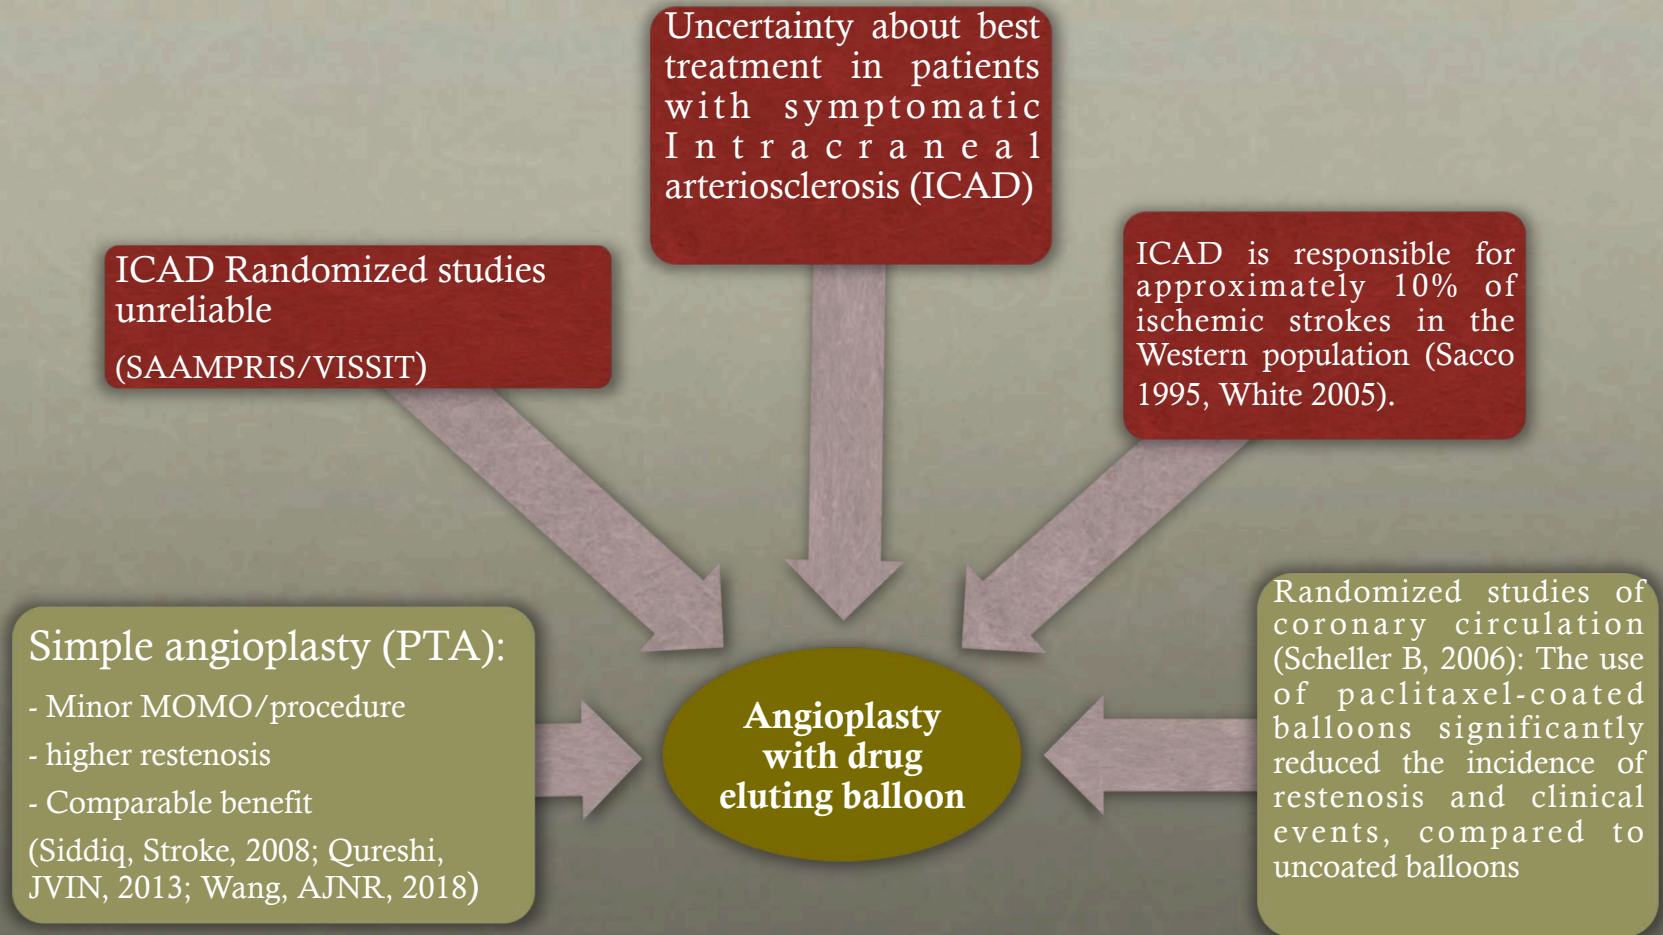 Uncertainty about best
treatment in patients
with symptomatic
Intracraneal
arteriosclerosis (ICAD)
ICAD Randomized studies
unreliable
(SAAMPRIS/VISSIT)
ICAD is responsible for
approximately 10% of
ischemic strokes in the
Western population (Sacco
1995, White 2005).
Simple angioplasty (PTA):
- Minor MOMO/procedure
- higher restenosis
- Comparable benefit
(Siddiq, Stroke, 2008; Qureshi,
JVIN, 2013; Wang, AJNR, 2018)
Angioplasty
with drug
eluting balloon
Randomized studies of
coronary circulation
(Scheller B, 2006): The use
of paclitaxel-coated
balloons significantly
reduced the incidence of
restenosis and clinical
events, compared to
uncoated balloons